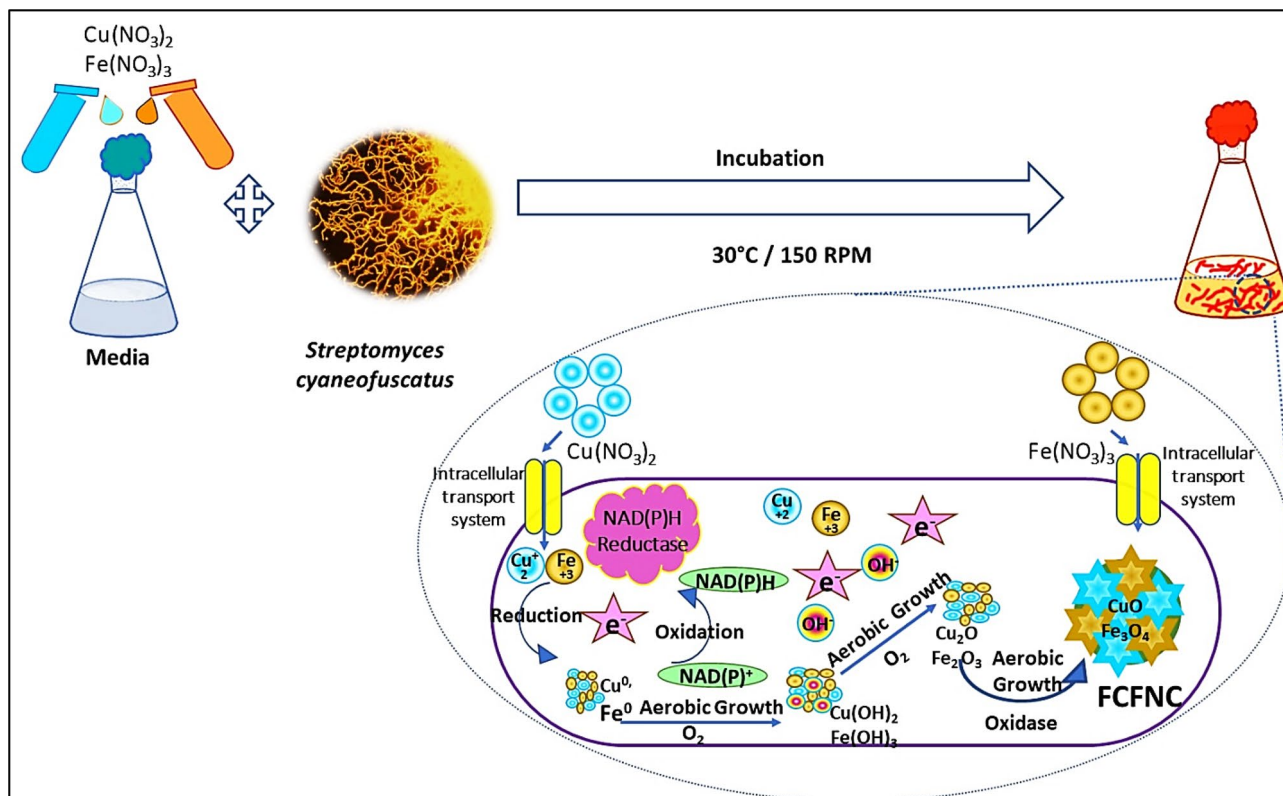 Cu(NO₃)₂
Fe(NO₃)₃
Media
Streptomyces
cyaneofuscatus
Incubation
30°C / 150 RPM
Cu(NO₃)₂
Fe(NO₃)₃
Intracellular
transport
system
Intracellular
transport
system
NAD(P)H
Reductase
Cu
+2
Fe
+3
e⁻
Cu⁺
2
Fe
+3
NAD(P)H
e⁻
OH⁻
OH⁻
Reduction
e⁻
Oxidation
NAD(P)⁺
Cu⁰,
Fe⁰
Aerobic Growth
O₂
Cu(OH)₂
Fe(OH)₃
Aerobic Growth
O₂
Cu₂O
Fe₂O₃
Aerobic
Growth
Oxidase
CuO
Fe₃O₄
FCFNC